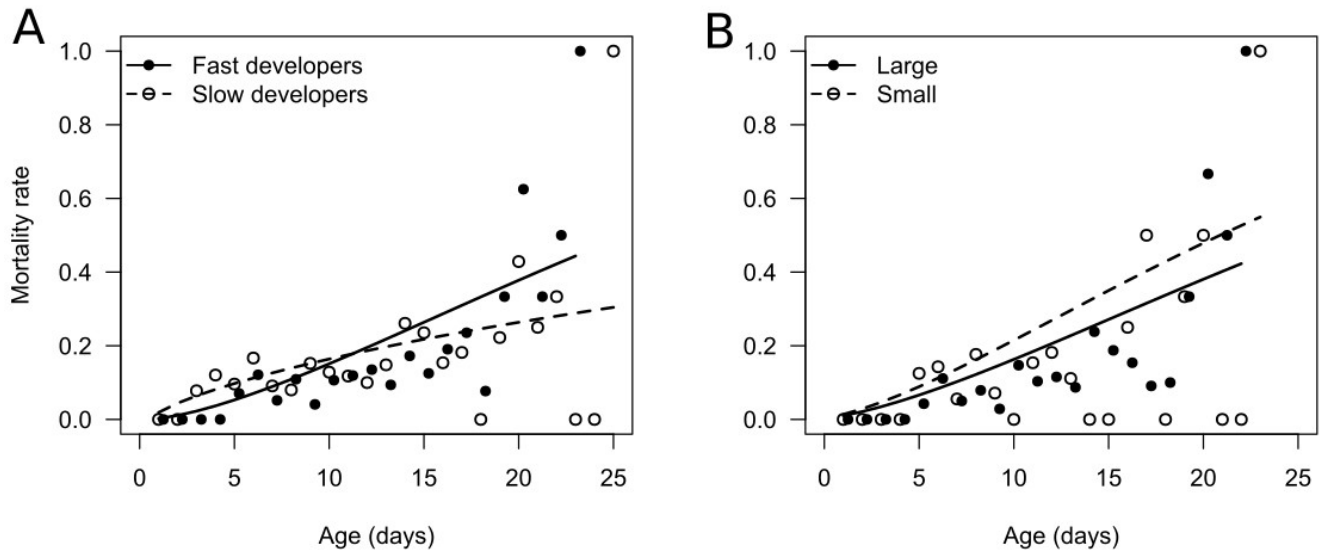 A
Fast developers
Slow developers
Mortality rate
1.0
0.8
0.6
0.4
0.2
0.0
0 5 10 15 20 25
Age (days)
B
Large
Small
1.0
0.8
0.6
0.4
0.2
0.0
0 5 10 15 20 25
Age (days)